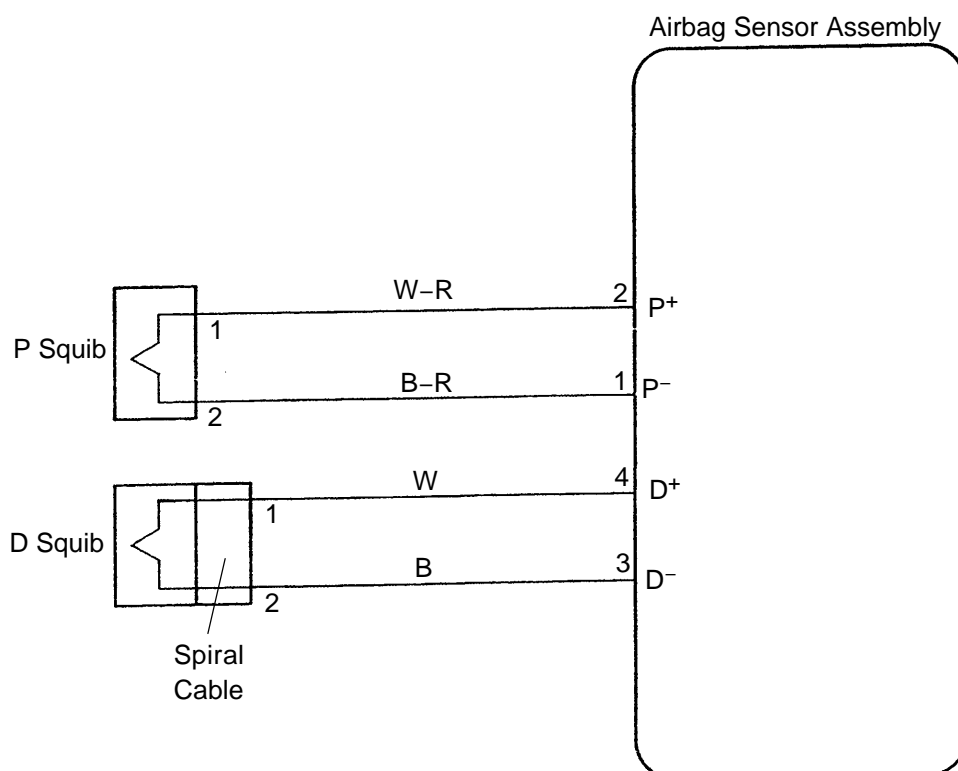 Airbag Sensor Assembly
W–R
2
P+
1
P Squib
B–R
1
P−
2
W
4
D+
1
D Squib
B
3
D−
2
Spiral
Cable